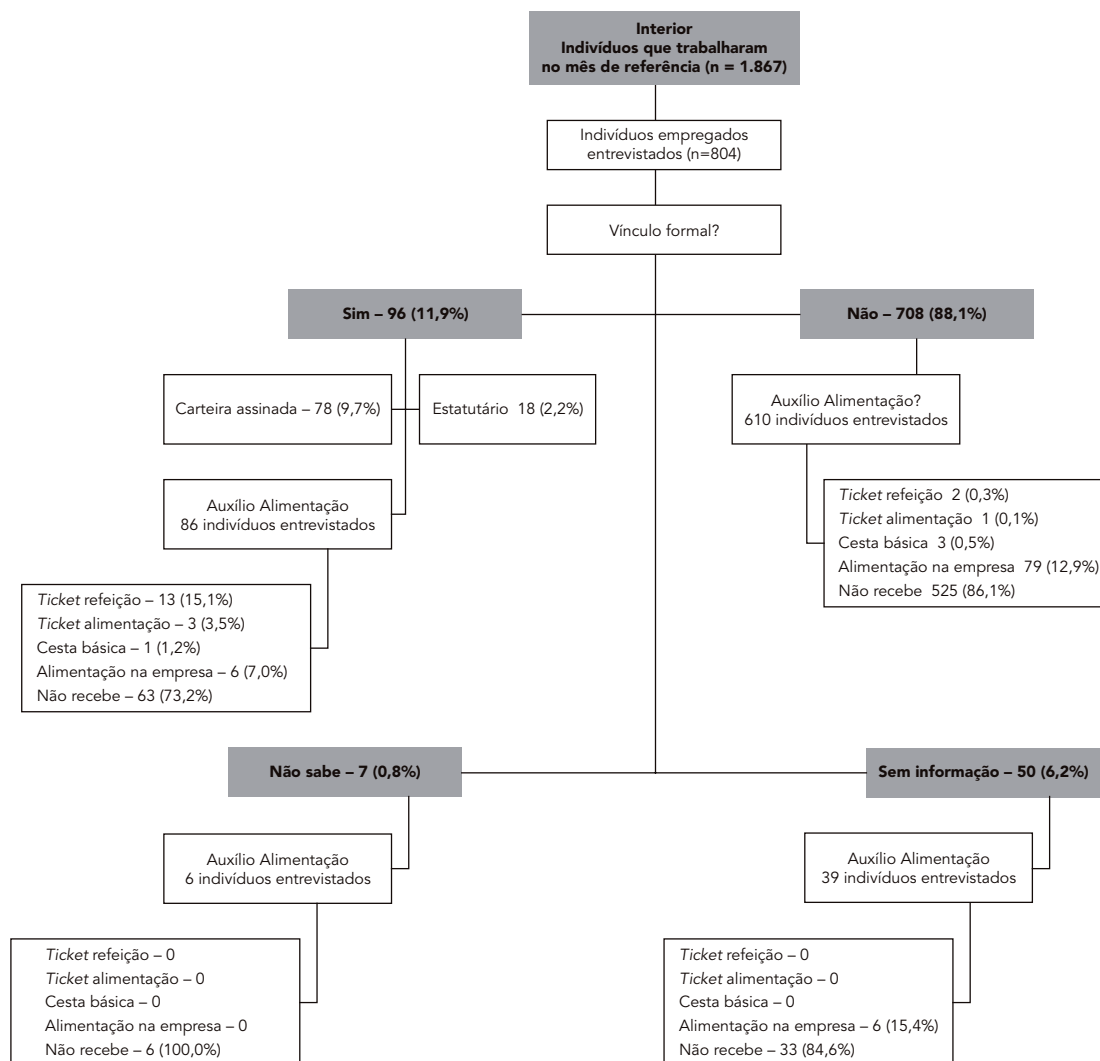 Interior
Indivíduos que trabalharam
no mês de referência (n = 1.867)
Indivíduos empregados
entrevistados (n=804)
Vínculo formal?
Sim – 96 (11,9%)
Não – 708 (88,1%)
Carteira assinada – 78 (9,7%)
Estatutário 18 (2,2%)
Auxílio Alimentação?
610 indivíduos entrevistados
Auxílio Alimentação
86 indivíduos entrevistados
Ticket refeição 2 (0,3%)
Ticket alimentação 1 (0,1%)
Cesta básica 3 (0,5%)
Alimentação na empresa 79 (12,9%)
Não recebe 525 (86,1%)
Ticket refeição – 13 (15,1%)
Ticket alimentação – 3 (3,5%)
Cesta básica – 1 (1,2%)
Alimentação na empresa – 6 (7,0%)
Não recebe – 63 (73,2%)
Não sabe – 7 (0,8%)
Sem informação – 50 (6,2%)
Auxílio Alimentação
6 indivíduos entrevistados
Auxílio Alimentação
39 indivíduos entrevistados
Ticket refeição – 0
Ticket alimentação – 0
Cesta básica – 0
Alimentação na empresa – 0
Não recebe – 6 (100,0%)
Ticket refeição – 0
Ticket alimentação – 0
Cesta básica – 0
Alimentação na empresa – 6 (15,4%)
Não recebe – 33 (84,6%)